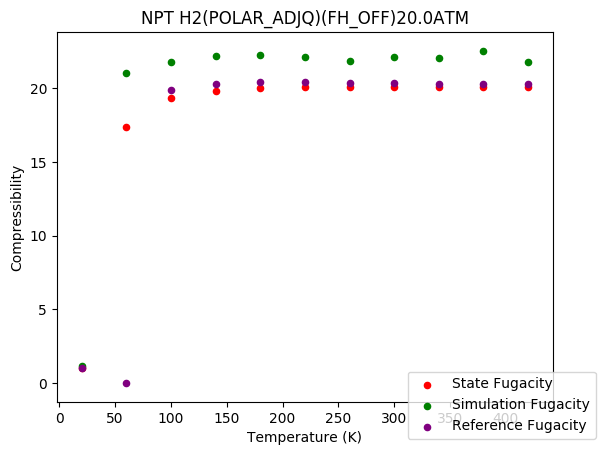 NPT H2(POLAR_ADJQ)(FH_OFF)20.0ATM
Compressibility
20
15
10
5
0
0 50 100 150 200 250 300 350 400
Temperature (K)
State Fugacity
Simulation Fugacity
Reference Fugacity